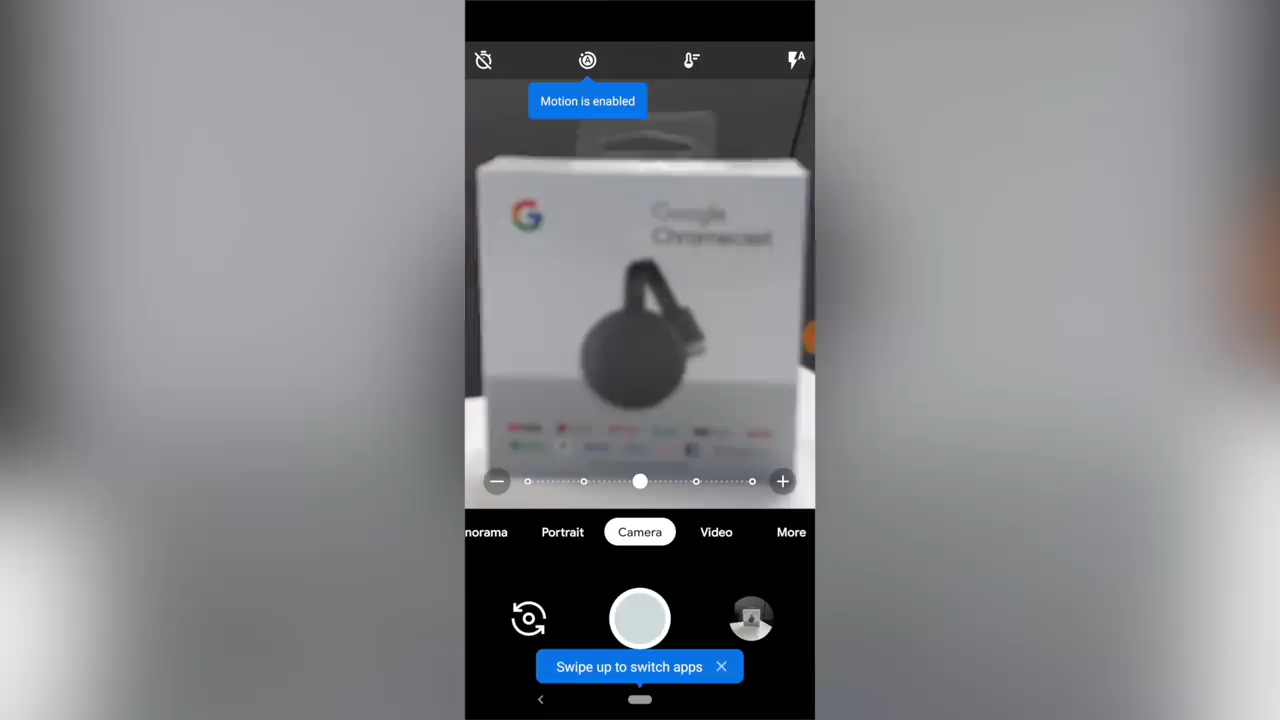 A
Motion is enabled
G
Google
Chromecast
norama
Portrait
Camera
Video
More
Swipe up to switch apps